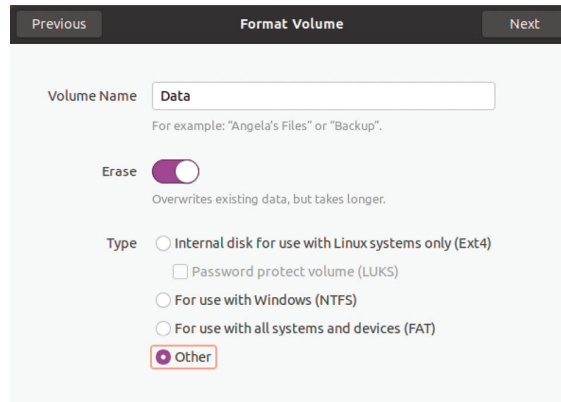 Previous Format Volume Next
Volume Name Data
For example: “Angela’s Files” or “Backup”.
Erase
Overwrites existing data, but takes longer.
Type Internal disk for use with Linux systems only (Ext4)
Password protect volume (LUKS)
For use with Windows (NTFS)
For use with all systems and devices (FAT)
Other